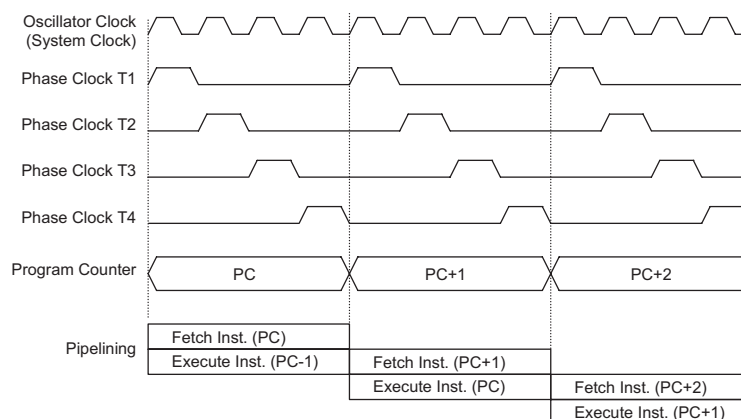 Oscillator Clock
(System Clock)
Phase Clock T1
Phase Clock T2
Phase Clock T3
Phase Clock T4
Program Counter
PC
PC+1
PC+2
Pipelining
Fetch Inst. (PC)
Execute Inst. (PC-1)
Fetch Inst. (PC+1)
Execute Inst. (PC)
Fetch Inst. (PC+2)
Execute Inst. (PC+1)